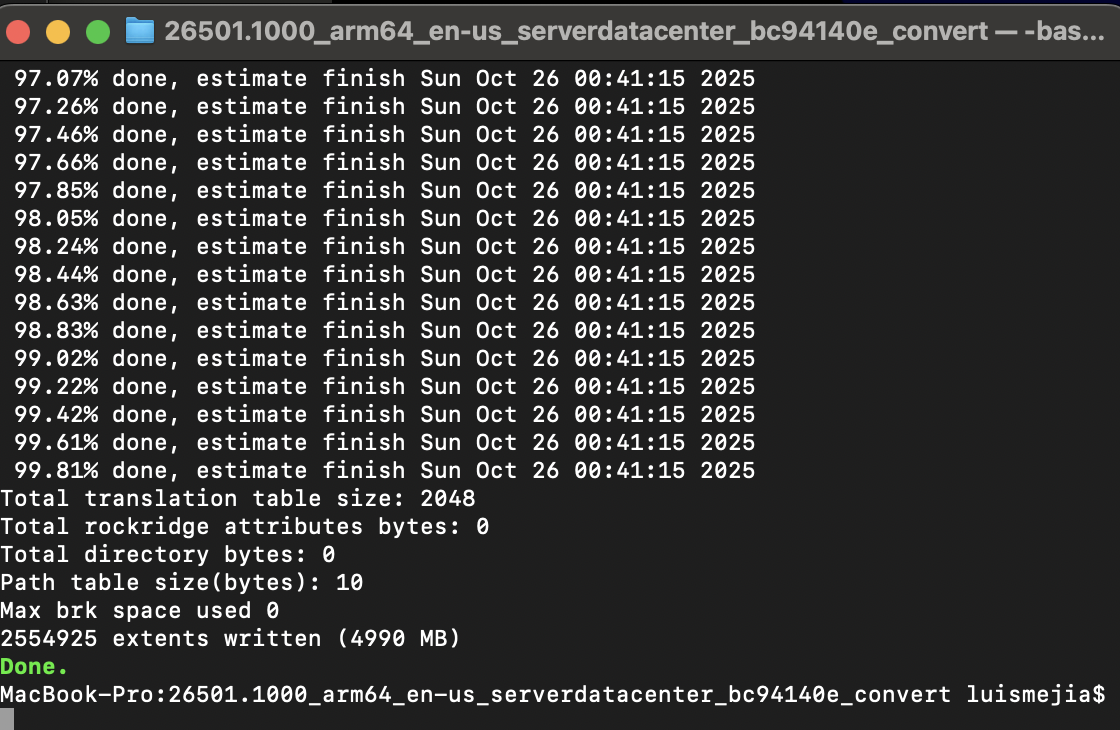 26501.1000_arm64_en-us_serverdatacenter_bc94140e_convert — -bas...
97.07% done, estimate finish Sun Oct 26 00:41:15 2025
97.26% done, estimate finish Sun Oct 26 00:41:15 2025
97.46% done, estimate finish Sun Oct 26 00:41:15 2025
97.66% done, estimate finish Sun Oct 26 00:41:15 2025
97.85% done, estimate finish Sun Oct 26 00:41:15 2025
98.05% done, estimate finish Sun Oct 26 00:41:15 2025
98.24% done, estimate finish Sun Oct 26 00:41:15 2025
98.44% done, estimate finish Sun Oct 26 00:41:15 2025
98.63% done, estimate finish Sun Oct 26 00:41:15 2025
98.83% done, estimate finish Sun Oct 26 00:41:15 2025
99.02% done, estimate finish Sun Oct 26 00:41:15 2025
99.22% done, estimate finish Sun Oct 26 00:41:15 2025
99.42% done, estimate finish Sun Oct 26 00:41:15 2025
99.61% done, estimate finish Sun Oct 26 00:41:15 2025
99.81% done, estimate finish Sun Oct 26 00:41:15 2025
Total translation table size: 2048
Total rockridge attributes bytes: 0
Total directory bytes: 0
Path table size(bytes): 10
Max brk space used 0
2554925 extents written (4990 MB)
Done.
MacBook-Pro:26501.1000_arm64_en-us_serverdatacenter_bc94140e_convert luismejia$